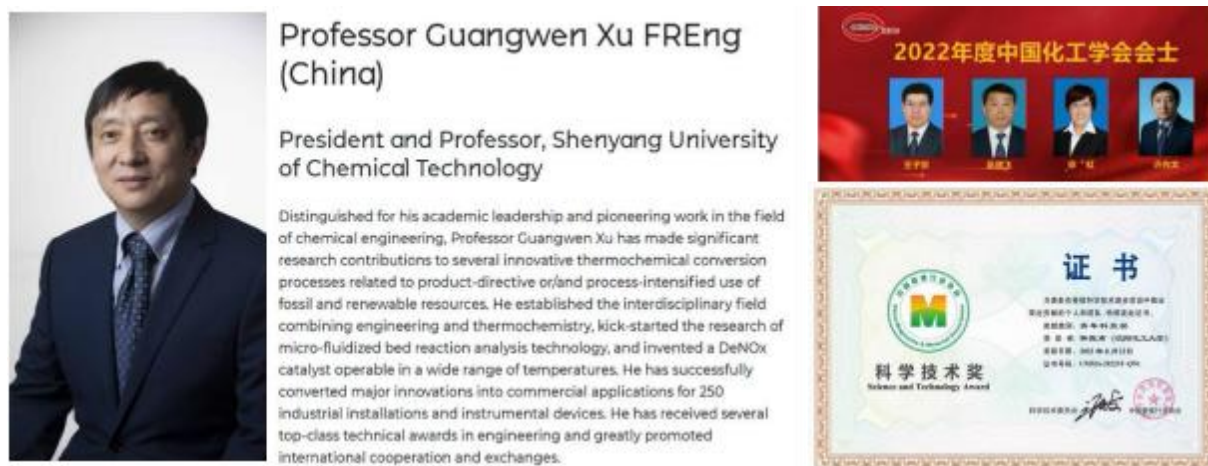 Professor Guangwen Xu FREng
(China)
President and Professor, Shenyang University
of Chemical Technology
Distinguished for his academic leadership and pioneering work in the field
of chemical engineering, Professor Guangwen Xu has made significant
research contributions to several innovative thermochemical conversion
processes related to product-directive or/and process-intensified use of
fossil and renewable resources. He established the interdisciplinary field
combining engineering and thermochemistry, kick-started the research of
micro-fluidized bed reaction analysis technology, and invented a DeNOx
catalyst operable in a wide range of temperatures. He has successfully
converted major innovations into commercial applications for 250
industrial installations and instrumental devices. He has received several
top-class technical awards in engineering and greatly promoted
international cooperation and exchanges.
2022年度中国化工学会会士
证书
M
科学技术奖
Science and Technology Award